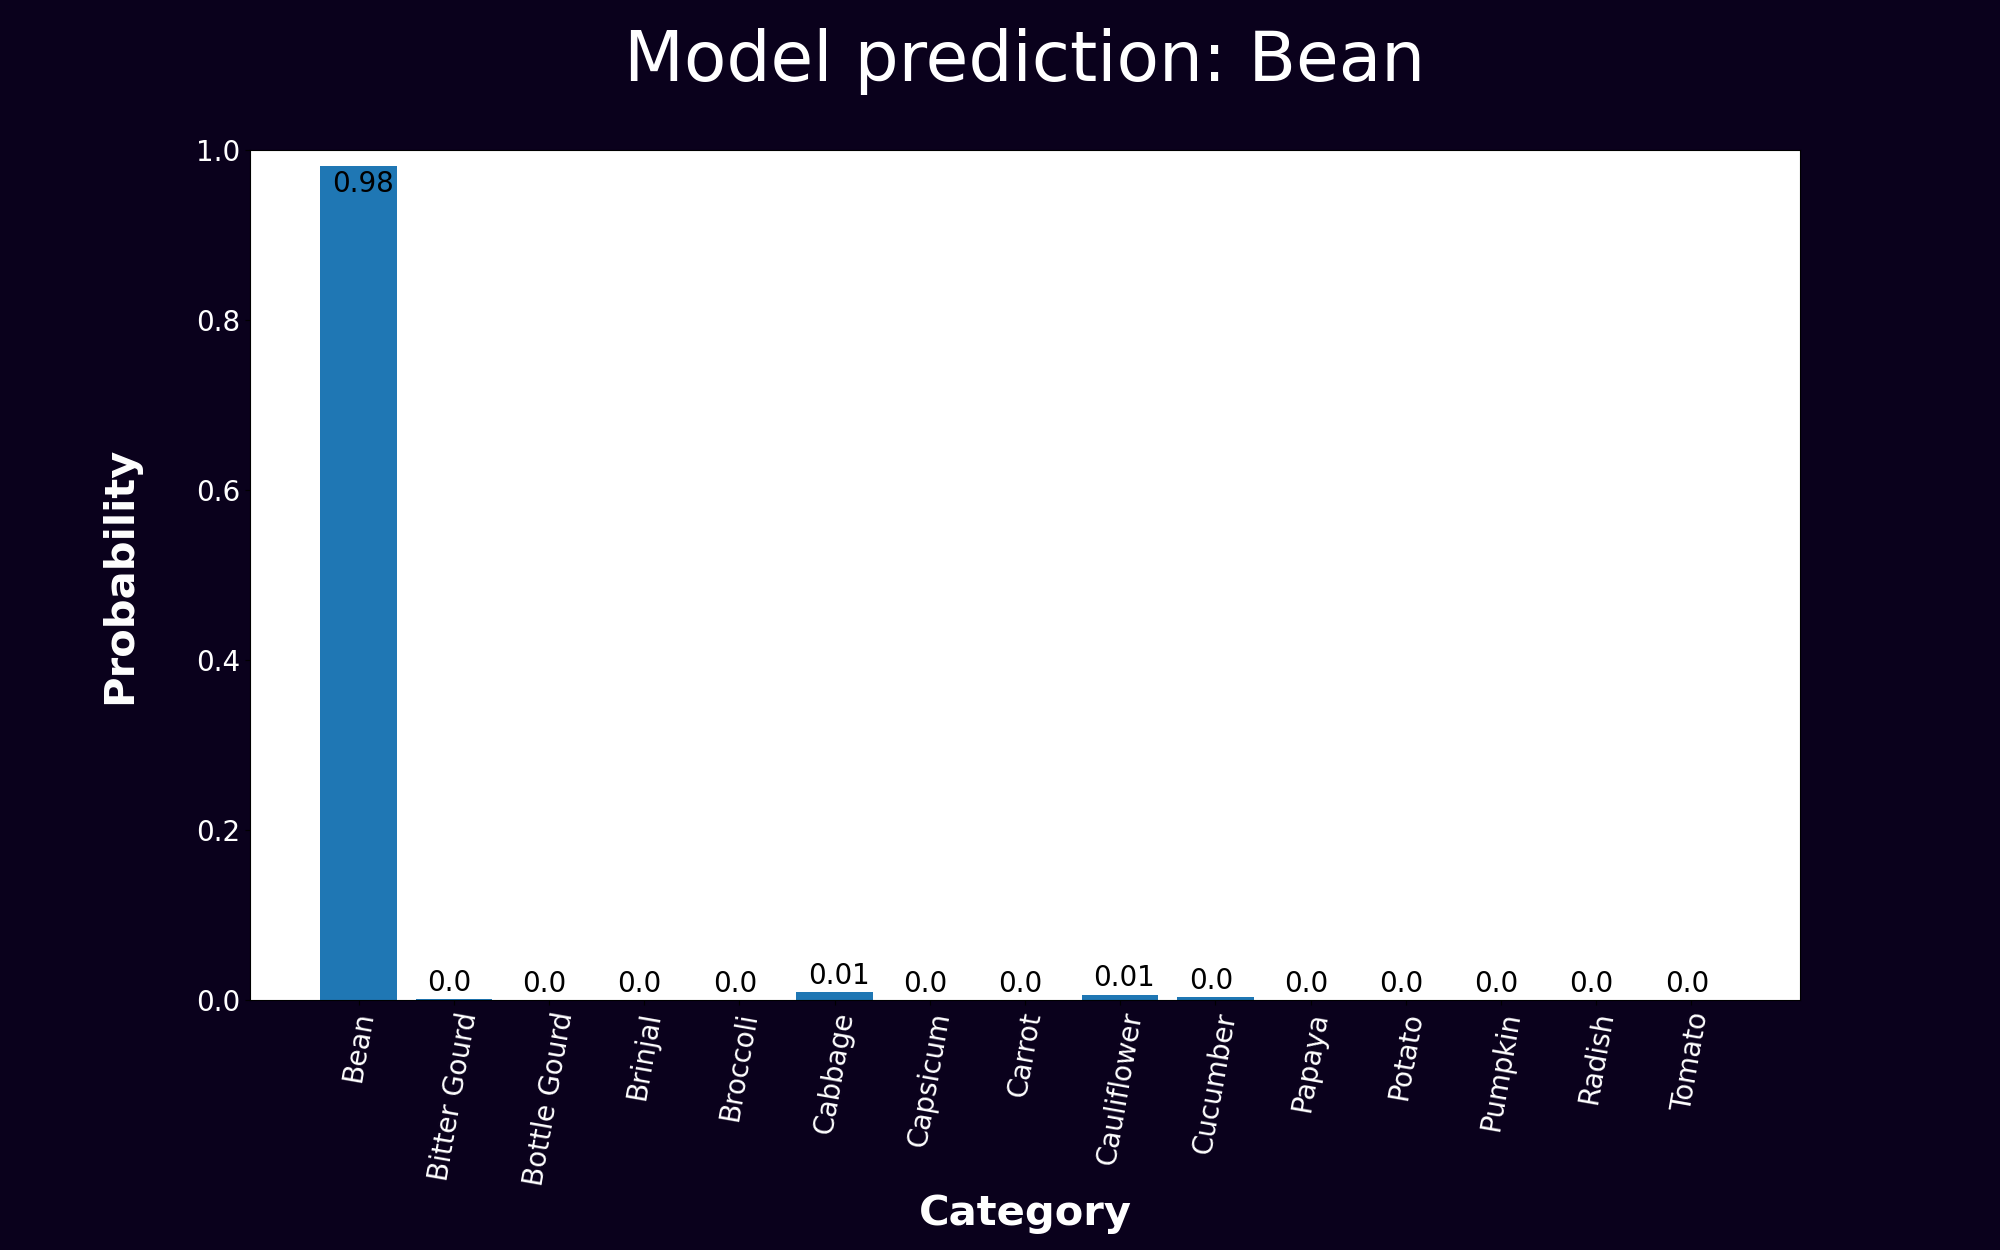 Model prediction: Bean
1.0
0.8
0.6
0.4
0.2
0.0
Probability
0.98
0.0
0.0
0.0
0.0
0.01
0.0
0.0
0.01
0.0
0.0
0.0
0.0
0.0
0.0
Bean
Bitter Gourd
Bottle Gourd
Brinjal
Broccoli
Cabbage
Capsicum
Carrot
Cauliflower
Cucumber
Papaya
Potato
Pumpkin
Radish
Tomato
Category